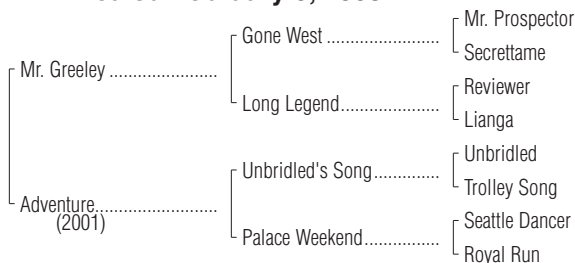 Mr. Prospector
Gone West
Secrettame
Mr. Greeley
Reviewer
Long Legend
Lianga
Unbridled
Unbridled's Song
Trolley Song
Adventure
(2001)
Seattle Dancer
Palace Weekend
Royal Run